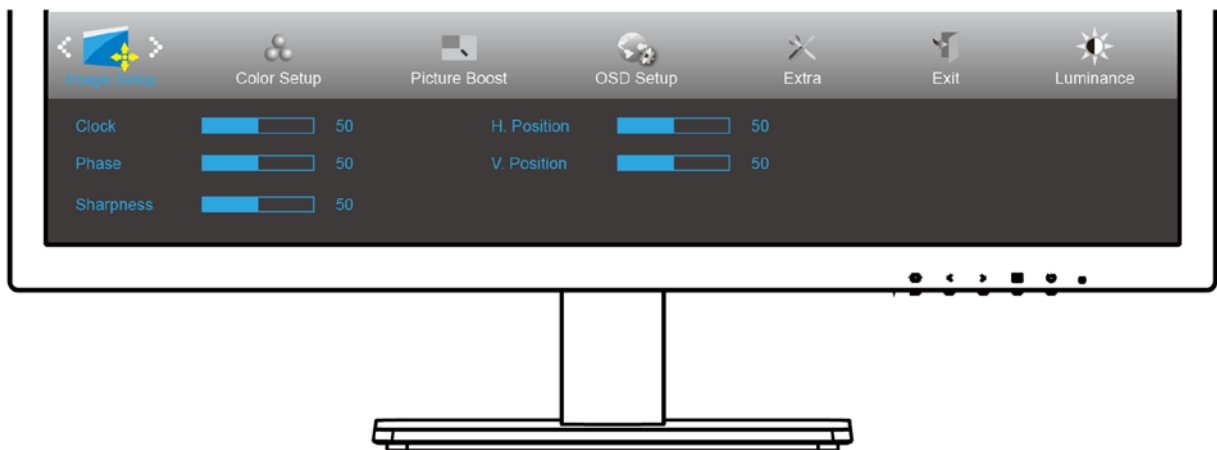 Image Setup Color Setup Picture Boost OSD Setup Extra Exit Luminance
Clock 50 H. Position 50
Phase 50 V. Position 50
Sharpness 50